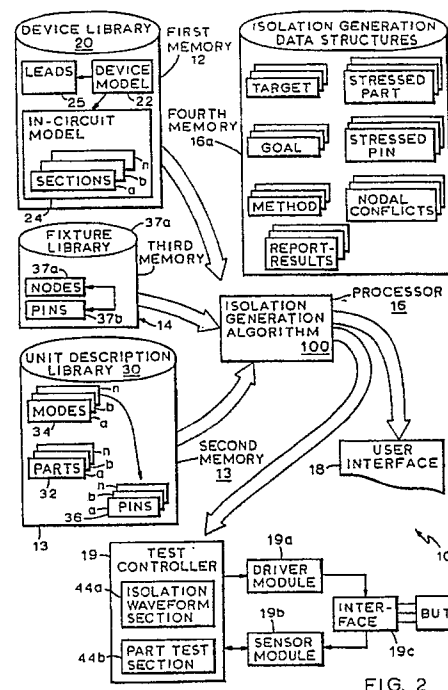 DEVICE LIBRARY
20
FIRST MEMORY
12
LEADS
25
DEVICE MODEL
22
IN-CIRCUIT MODEL
n
b
SECTIONS
a
24
FOURTH MEMORY
16a
ISOLATION GENERATION DATA STRUCTURES
TARGET
STRESSED PART
GOAL
STRESSED PIN
METHOD
NODAL CONFLICTS
REPORT-RESULTS
FIXTURE LIBRARY
37a
THIRD MEMORY
37a
NODES
PINS
37b
14
PROCESSOR
16
ISOLATION GENERATION ALGORITHM
100
UNIT DESCRIPTION LIBRARY
30
n
b
MODES
a
34
n
b
PARTS
a
32
n
b
a
PINS
36
13
SECOND MEMORY
13
USER INTERFACE
18
10
19
TEST CONTROLLER
44a
ISOLATION WAVEFORM SECTION
44b
PART TEST SECTION
19a
DRIVER MODULE
19b
SENSOR MODULE
INTER-FACE
19c
BUT
FIG. 2